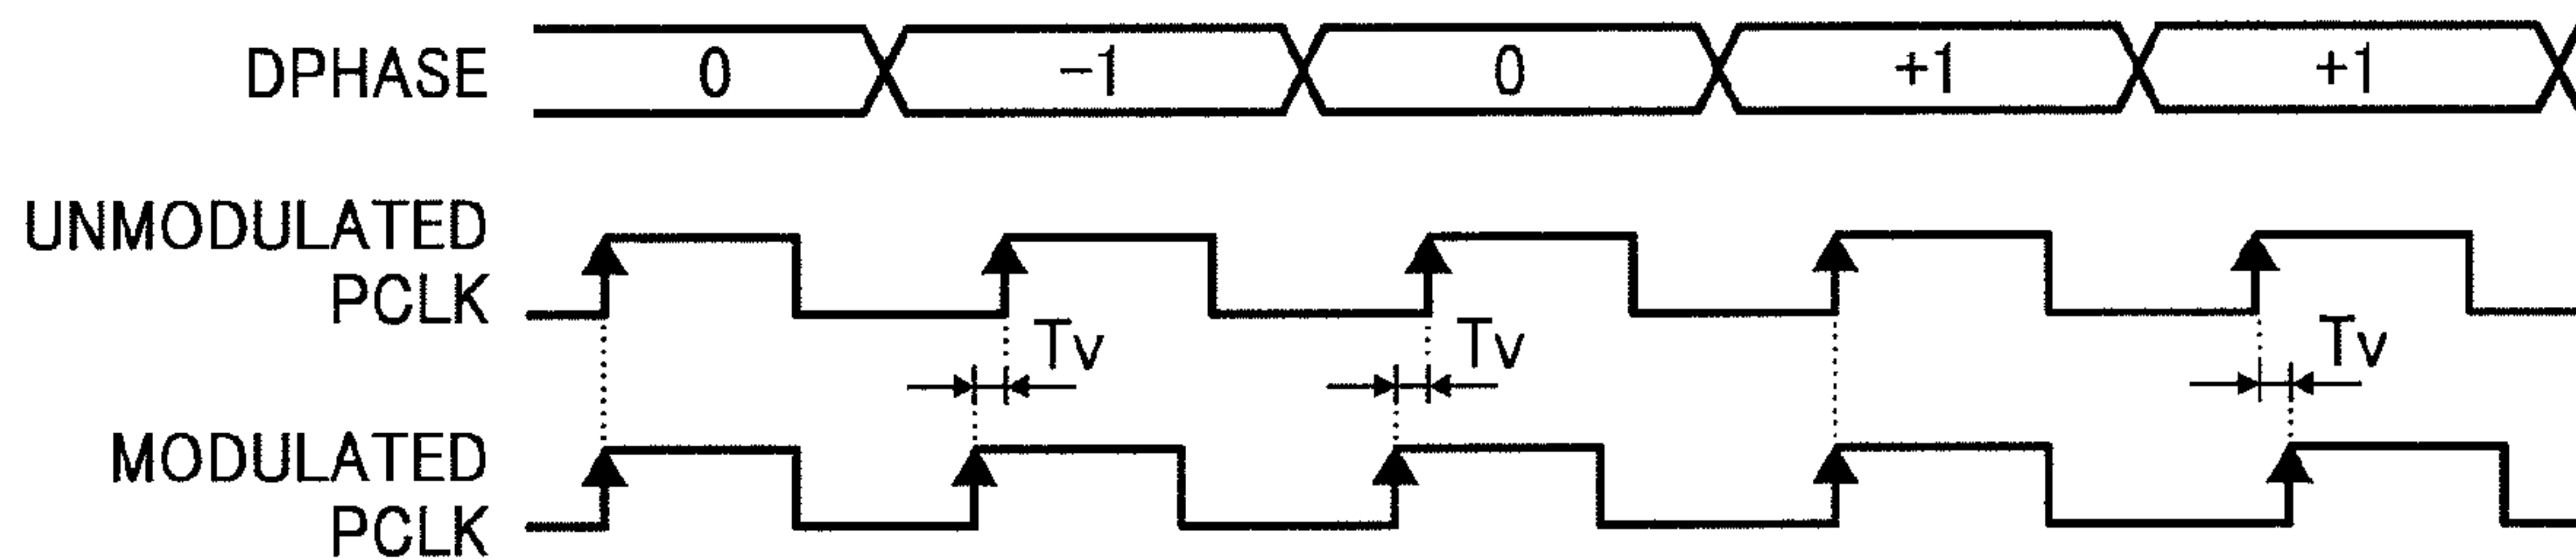 DPHASE 0 -1 0 +1 +1
UNMODULATED
PCLK
Tv Tv Tv
MODULATED
PCLK